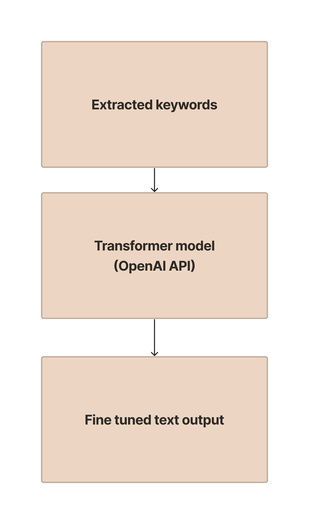 Extracted keywords
Transformer model
(OpenAI API)
Fine tuned text output